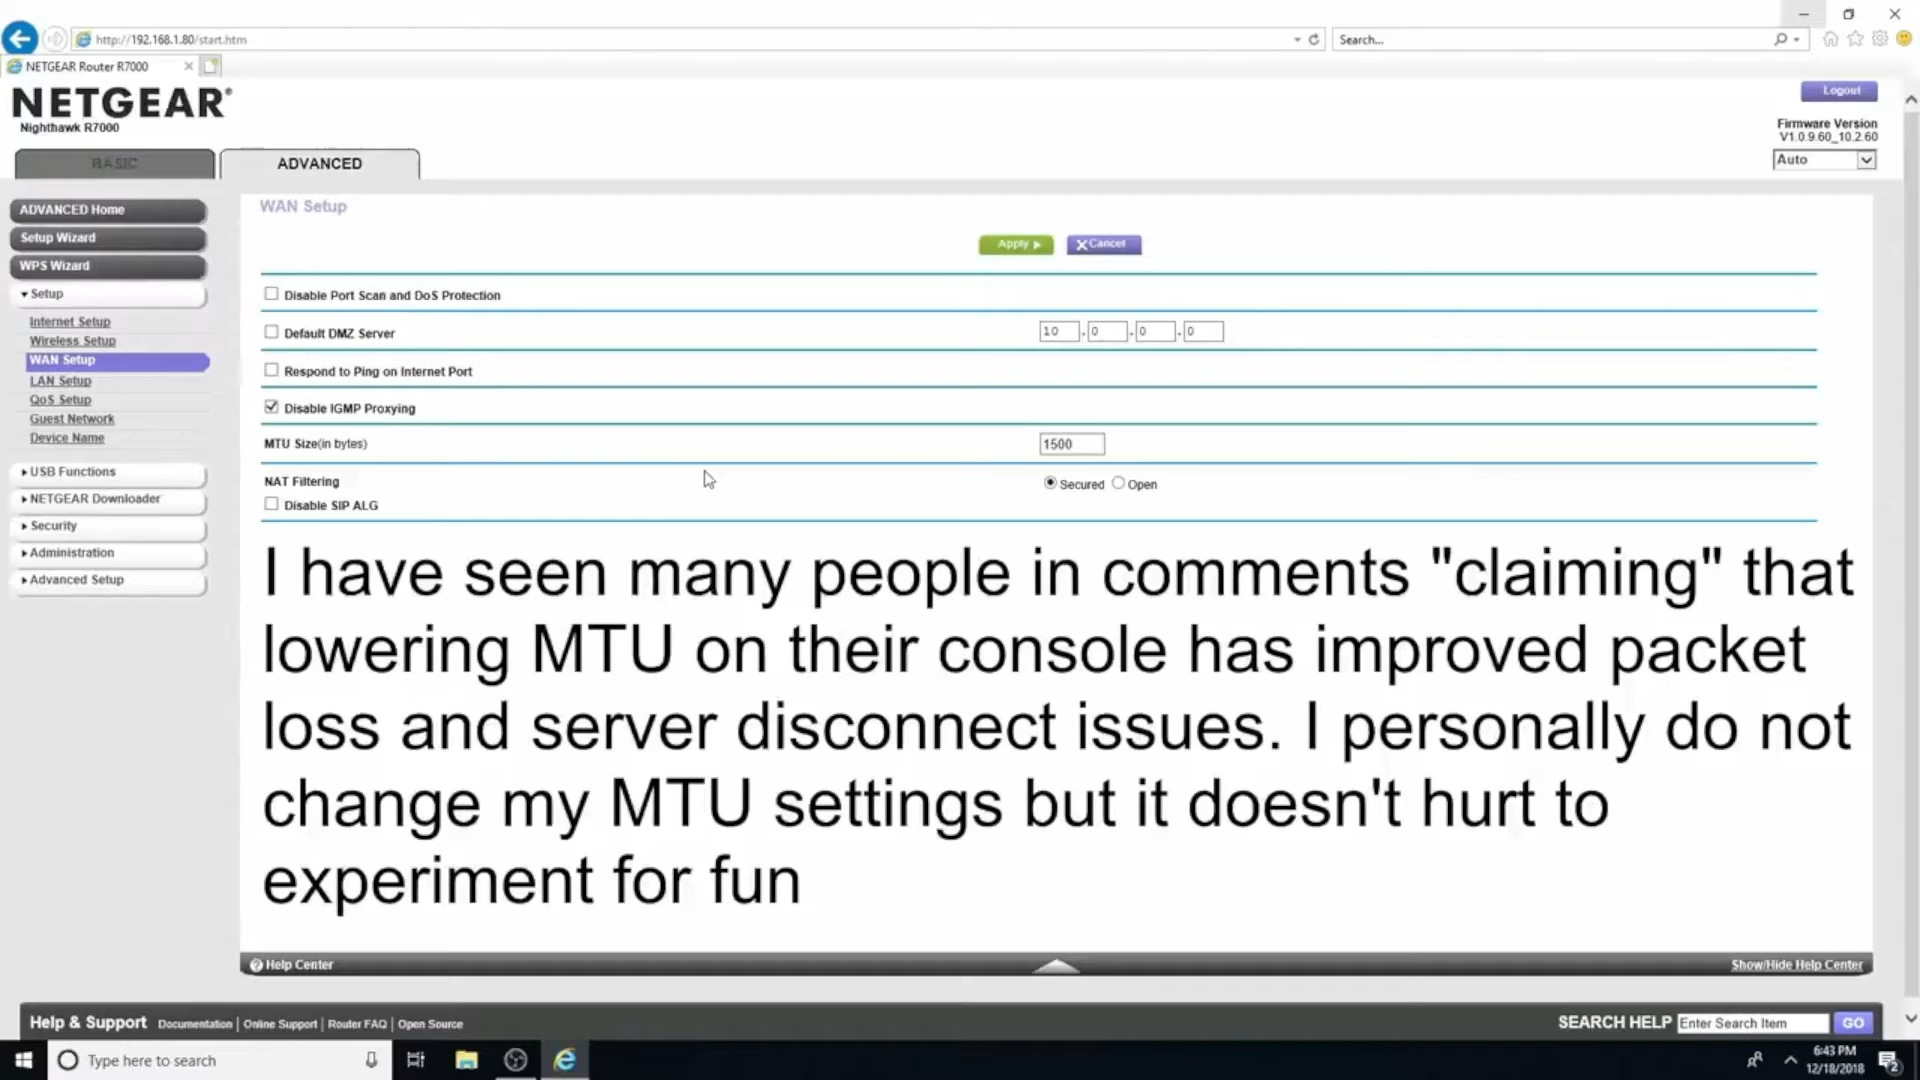 http://192.168.1.80/start.htm
Search...
NETGEAR Router R7000
NETGEAR®
Nighthawk R7000
Logout
Firmware Version
V1.0.9.60_10.2.60
Auto
BASIC
ADVANCED
ADVANCED Home
Setup Wizard
WPS Wizard
Setup
Internet Setup
Wireless Setup
WAN Setup
LAN Setup
QoS Setup
Guest Network
Device Name
USB Functions
NETGEAR Downloader
Security
Administration
Advanced Setup
WAN Setup
Apply
Cancel
Disable Port Scan and DoS Protection
Default DMZ Server
10 . 0 . 0 . 0
Respond to Ping on Internet Port
Disable IGMP Proxying
MTU Size(in bytes)
1500
NAT Filtering
Secured Open
Disable SIP ALG
I have seen many people in comments "claiming" that
lowering MTU on their console has improved packet
loss and server disconnect issues. I personally do not
change my MTU settings but it doesn't hurt to
experiment for fun
Help Center
Show/Hide Help Center
Help & Support Documentation | Online Support | Router FAQ | Open Source
SEARCH HELP Enter Search Item GO
Type here to search
6:43 PM
12/18/2018
2